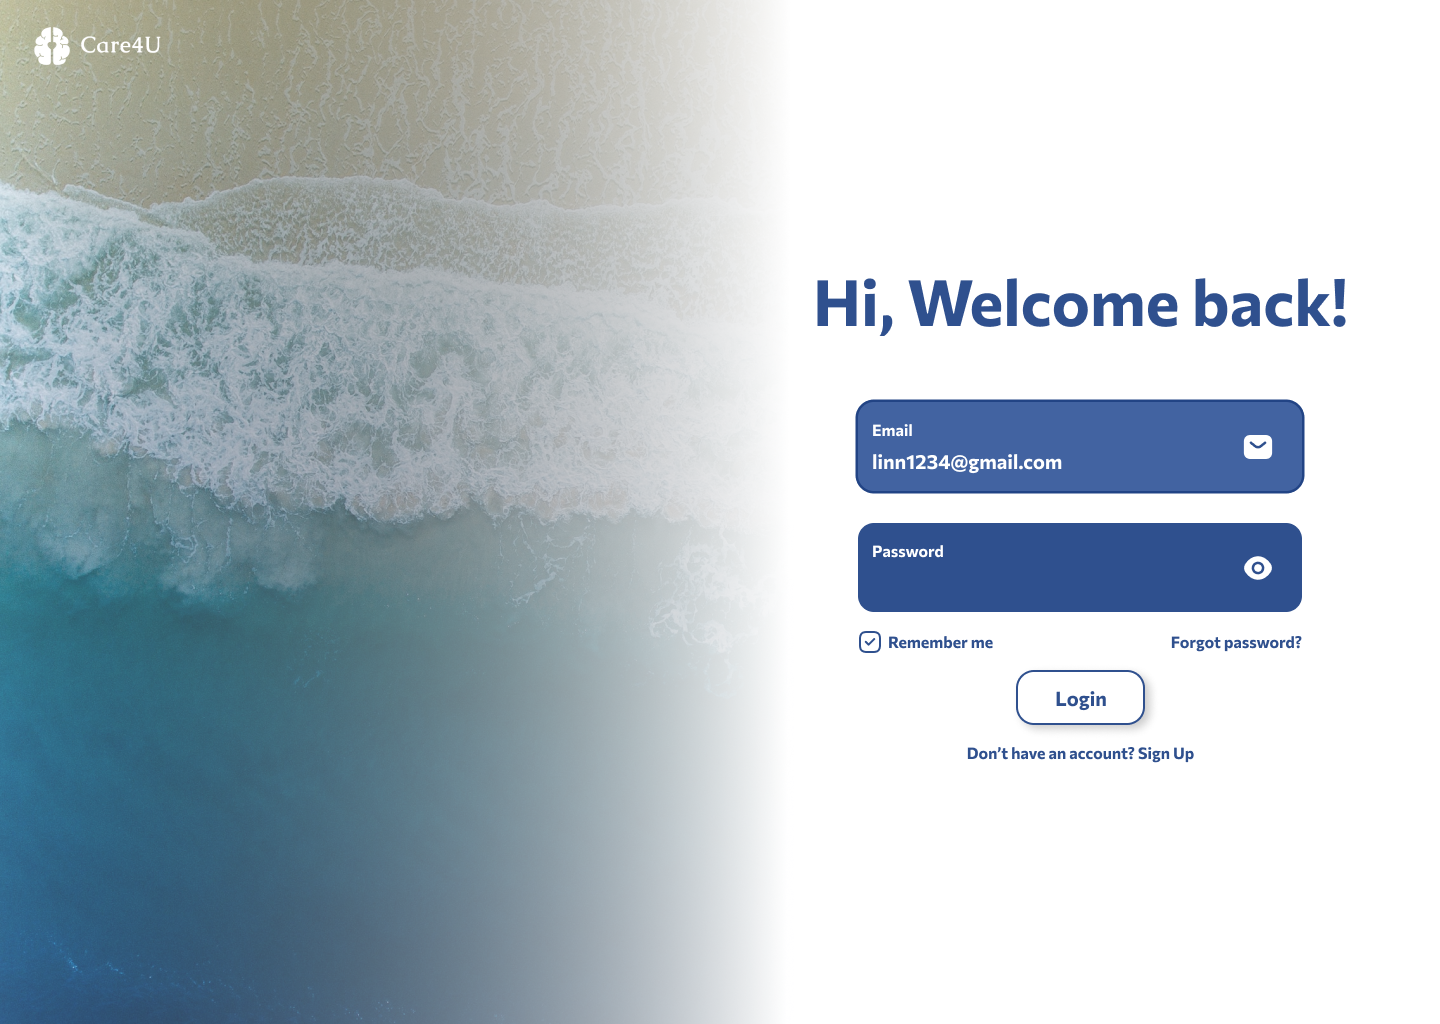 Care4U
Hi, Welcome back!
Email
linn1234@gmail.com
Password
Remember me
Forgot password?
Login
Don’t have an account? Sign Up